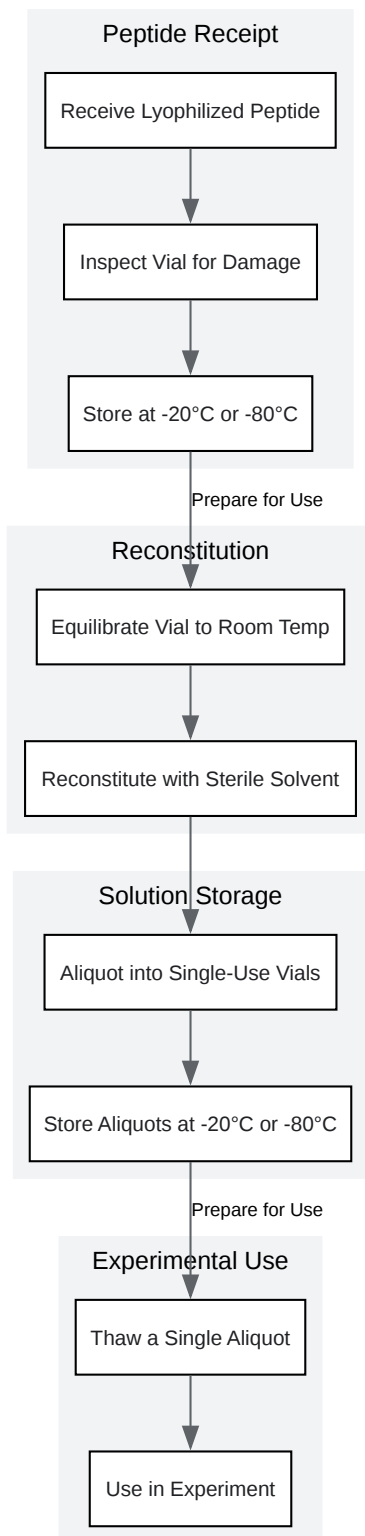 Peptide Receipt
Receive Lyophilized Peptide
Inspect Vial for Damage
Store at -20°C or -80°C
Prepare for Use
Reconstitution
Equilibrate Vial to Room Temp
Reconstitute with Sterile Solvent
Solution Storage
Aliquot into Single-Use Vials
Store Aliquots at -20°C or -80°C
Prepare for Use
Experimental Use
Thaw a Single Aliquot
Use in Experiment